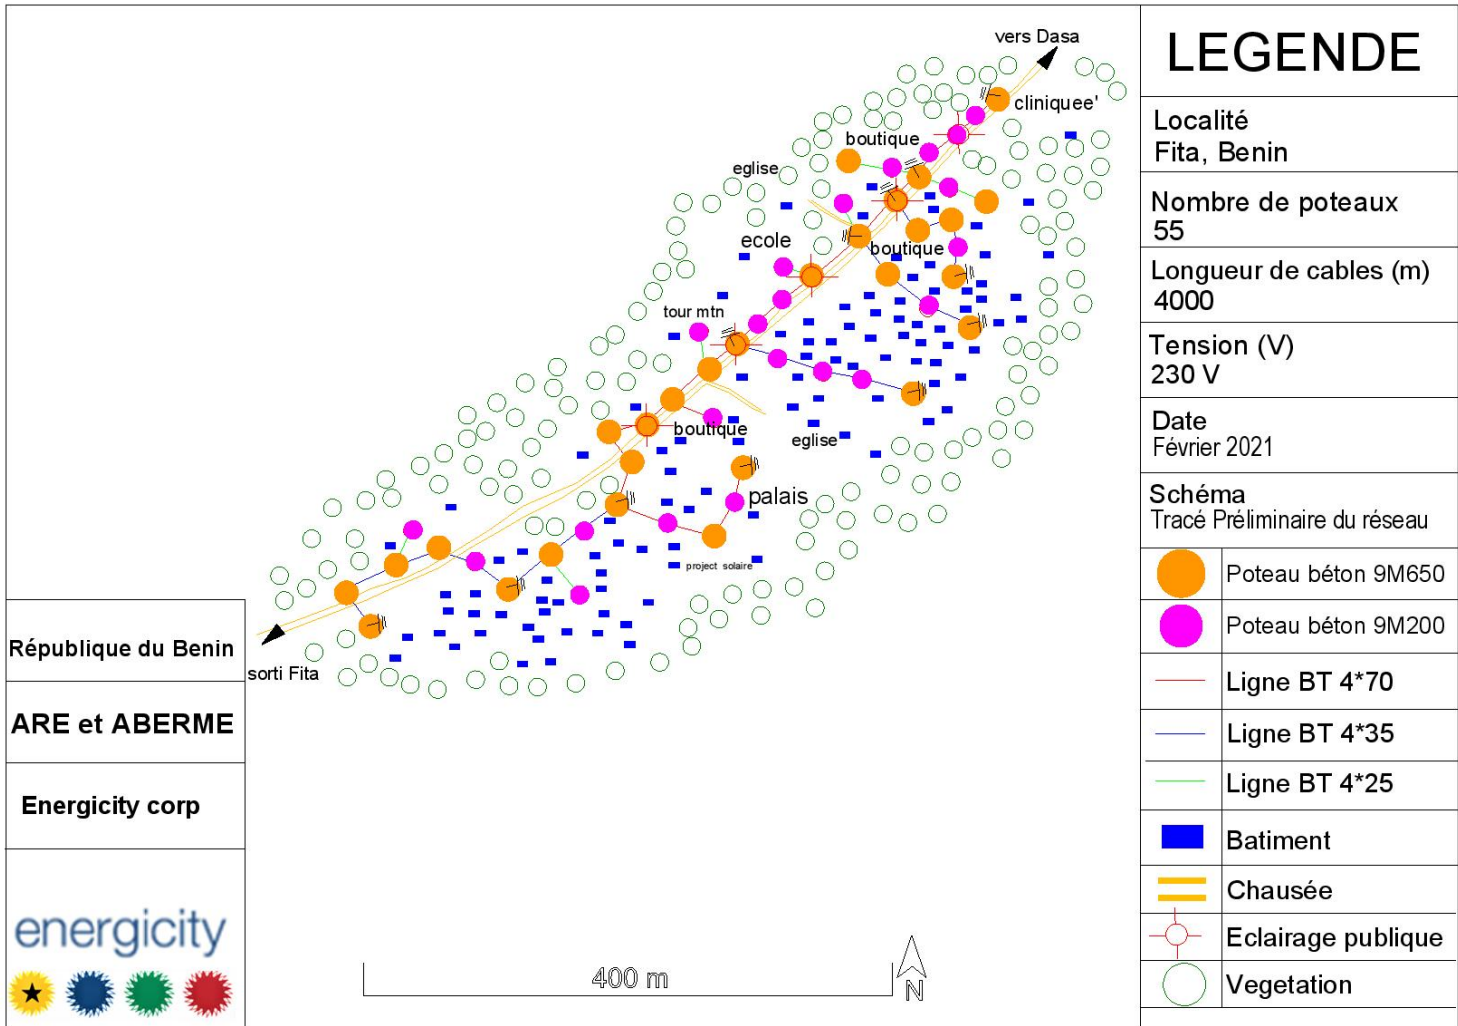 vers Dasa
cliniquee'
boutique
eglise
ecole
boutique
tour mtn
boutique
eglise
palais
project solaire
sorti Fita
400 m
N
République du Benin
ARE et ABERME
Energicity corp
energicity
LEGENDE
Localité
Fita, Benin
Nombre de poteaux
55
Longueur de cables (m)
4000
Tension (V)
230 V
Date
Février 2021
Schéma
Tracé Préliminaire du réseau
Poteau béton 9M650
Poteau béton 9M200
Ligne BT 4*70
Ligne BT 4*35
Ligne BT 4*25
Batiment
Chausée
Eclairage publique
Vegetation